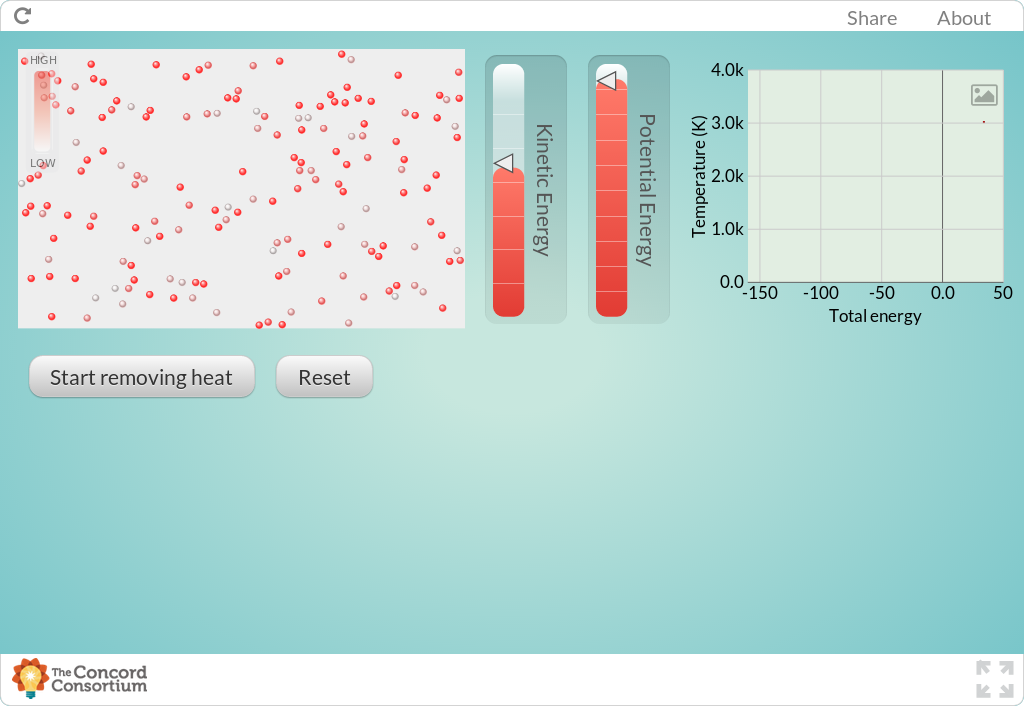 Share
About
HIGH
LOW
Kinetic Energy
Potential Energy
Temperature (K)
4.0k
3.0k
2.0k
1.0k
0.0
-150
-100
-50
0.0
50
Total energy
Start removing heat
Reset
The Concord
Consortium